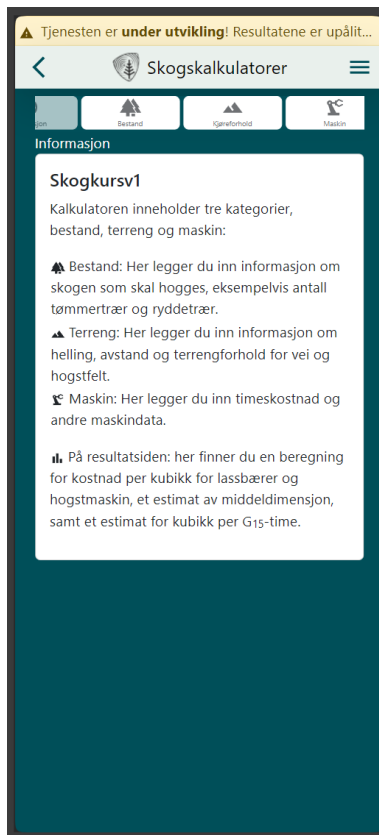 Tjenesten er under utvikling! Resultatene er upålit...
Skogskalkulatorer
jon
Bestand
Kjøreforhold
Maskin
Informasjon
Skogkursv1
Kalkulatoren inneholder tre kategorier,
bestand, terreng og maskin:
Bestand: Her legger du inn informasjon om
skogen som skal hogges, eksempelvis antall
tømmertrær og ryddetrær.
Terreng: Her legger du inn informasjon om
helling, avstand og terrengforhold for vei og
hogstfelt.
Maskin: Her legger du inn timeskostnad og
andre maskindata.
På resultatsiden: her finner du en beregning
for kostnad per kubikk for lassbærer og
hogstmaskin, et estimat av middeldimensjon,
samt et estimat for kubikk per G15-time.